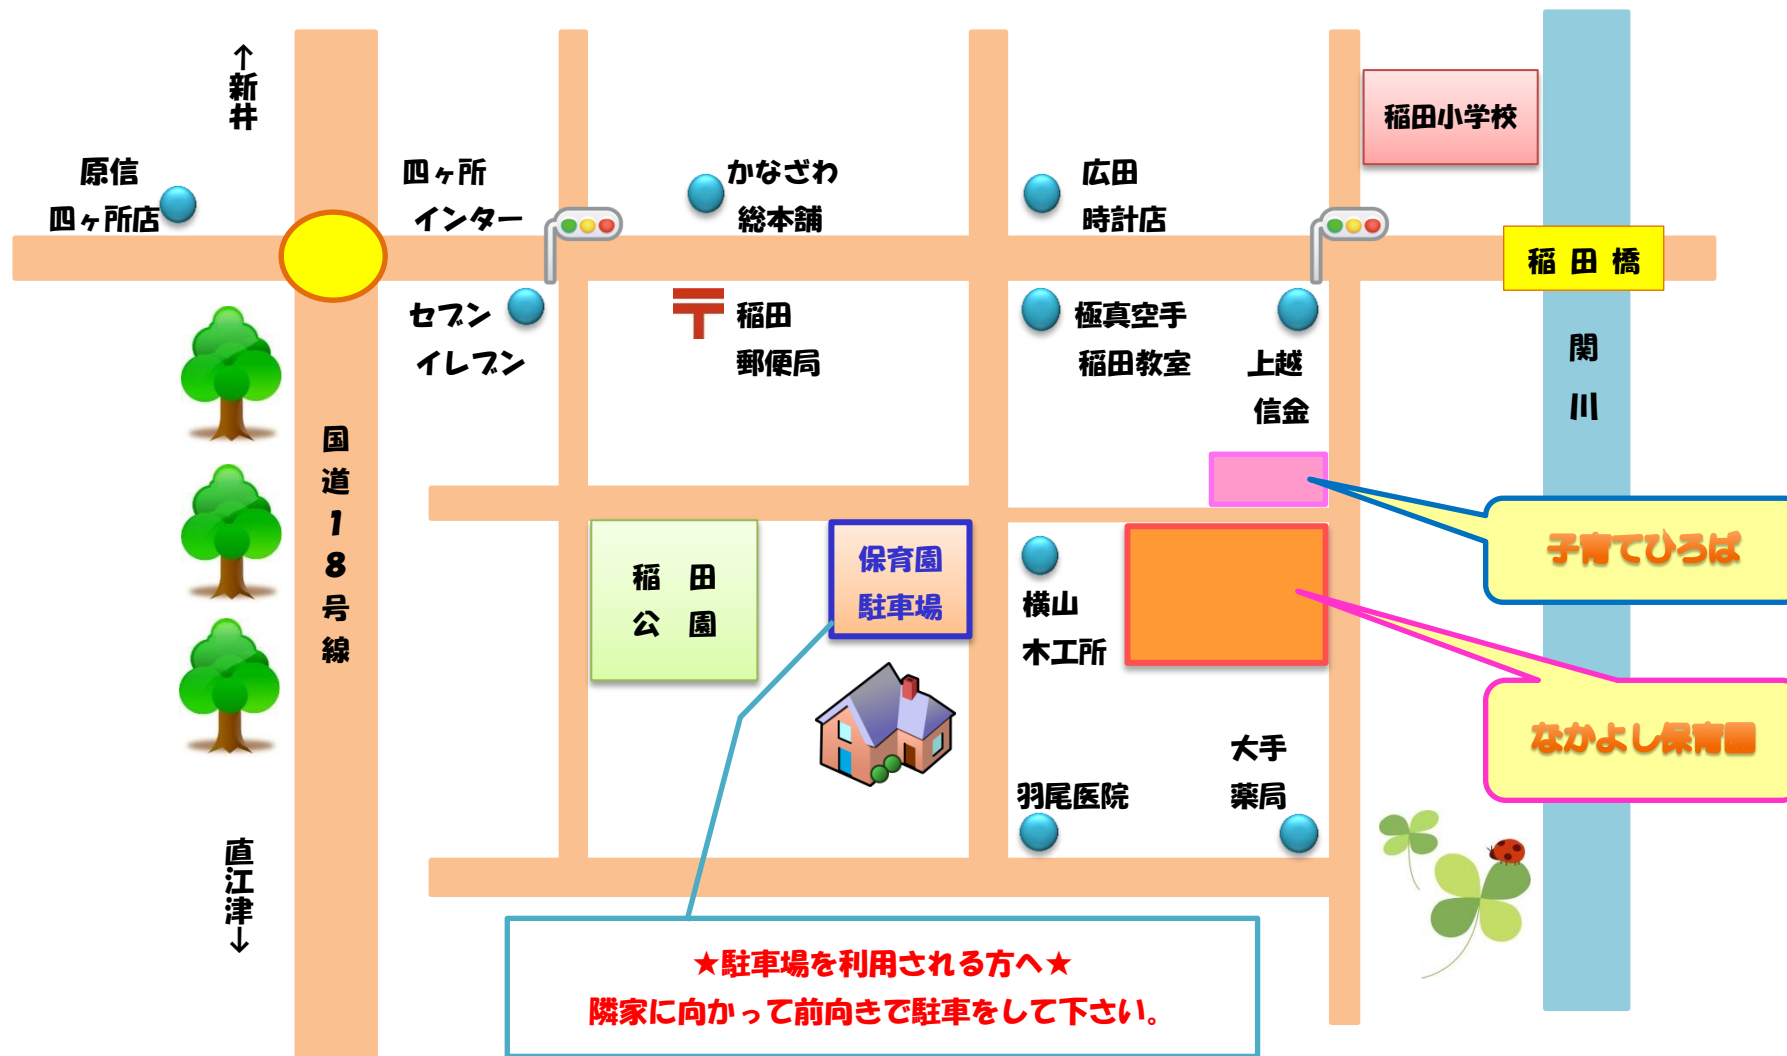 ↑新井
原信
四ヶ所店
四ヶ所
インター
かなざわ
総本舗
広田
時計店
稲田小学校
稲田橋
セブン
イレブン
稲田
郵便局
極真空手
稲田教室
上越
信金
関川
国道18号線
稲田
公園
保育園
駐車場
横山
木工所
子育てひろば
なかよし保育園
羽尾医院
大手
薬局
直江津↓
★駐車場を利用される方へ★
隣家に向かって前向きで駐車をして下さい。